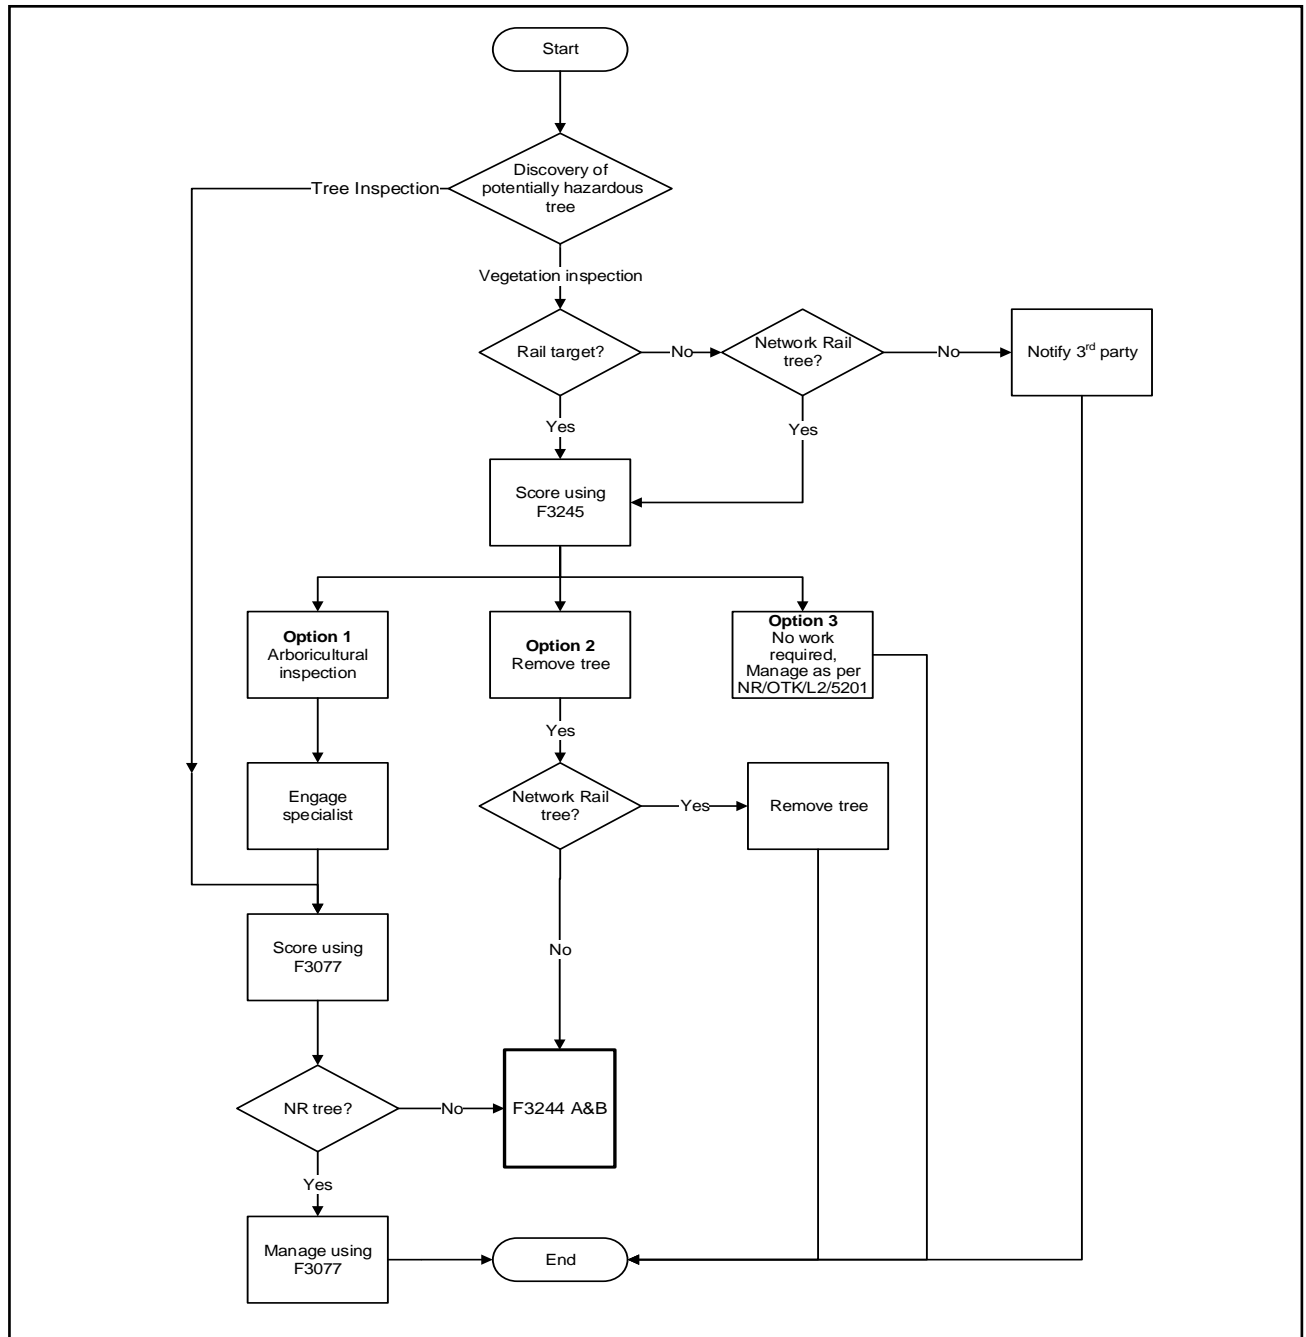 Start
Discovery of
potentially hazardous
tree
Tree Inspection
Vegetation inspection
Rail target?
No
Network Rail
tree?
No
Notify 3rd party
Yes
Yes
Score using
F3245
Option 1
Arboricultural
inspection
Option 2
Remove tree
Option 3
No work
required,
Manage as per
NR/OTK/L2/5201
Yes
Engage
specialist
Network Rail
tree?
Yes
Remove tree
Score using
F3077
No
NR tree?
No
F3244 A&B
Yes
Manage using
F3077
End